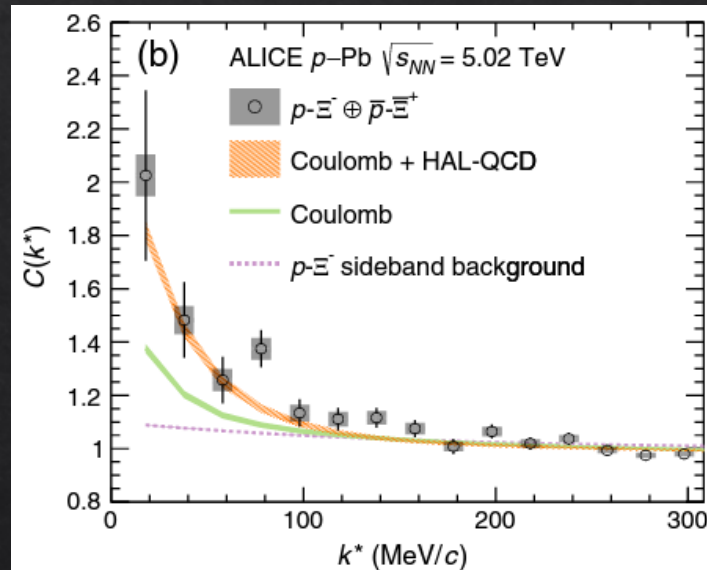 (b) ALICE p–Pb √s_NN = 5.02 TeV
p-Ξ⁻ ⊕ p̅-Ξ̅⁺
Coulomb + HAL-QCD
Coulomb
p-Ξ⁻ sideband background
2.6
2.4
2.2
2
1.8
1.6
1.4
1.2
1
0.8
C(k*)
0 100 200 300
k* (MeV/c)